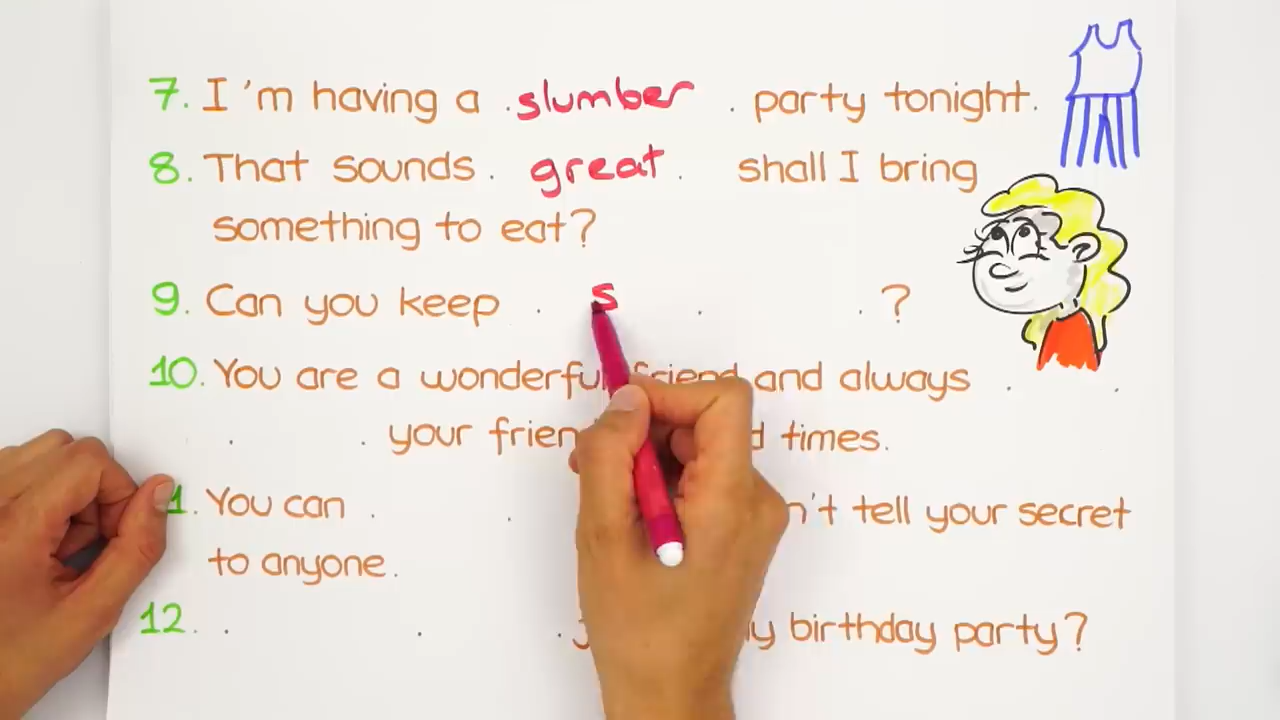 7. I'm having a . slumber . party tonight.
8. That sounds . great . shall I bring
something to eat?
9. Can you keep . s . . ?
10. You are a wonderful friend and always . .
. . your times.
You can . . tell your secret
to anyone.
12. . . . birthday party?